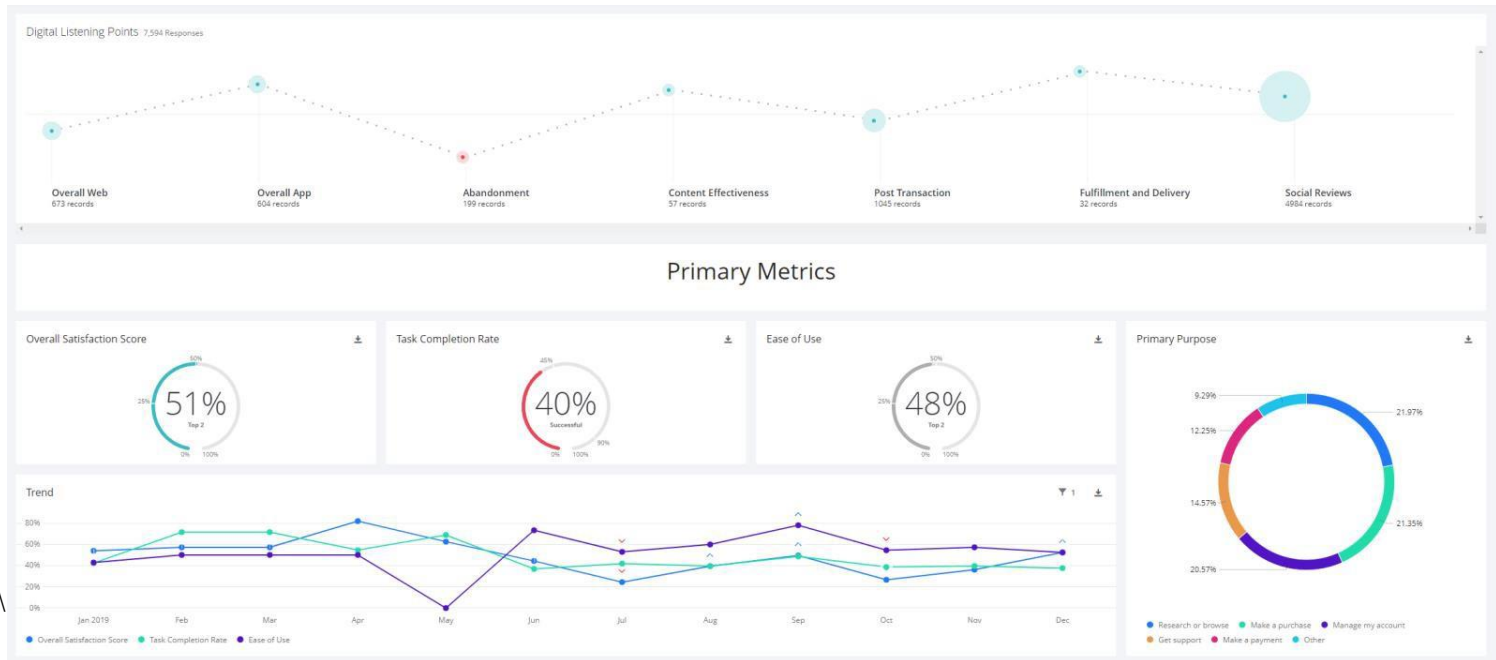 Digital Listening Points 7,594 Responses
Overall Web
673 records
Overall App
604 records
Abandonment
199 records
Content Effectiveness
57 records
Post Transaction
1045 records
Fulfillment and Delivery
32 records
Social Reviews
4984 records
Primary Metrics
Overall Satisfaction Score
50%
25%
51%
Top 2
0% 100%
Task Completion Rate
45%
40%
Successful
90%
0% 100%
Ease of Use
50%
25%
48%
Top 2
0% 100%
Primary Purpose
9.29%
21.97%
12.25%
14.57%
21.35%
20.57%
Research or browse Make a purchase Manage my account
Get support Make a payment Other
Trend
1
80%
60%
40%
20%
0%
Jan 2019 Feb Mar Apr May Jun Jul Aug Sep Oct Nov Dec
Overall Satisfaction Score Task Completion Rate Ease of Use
\